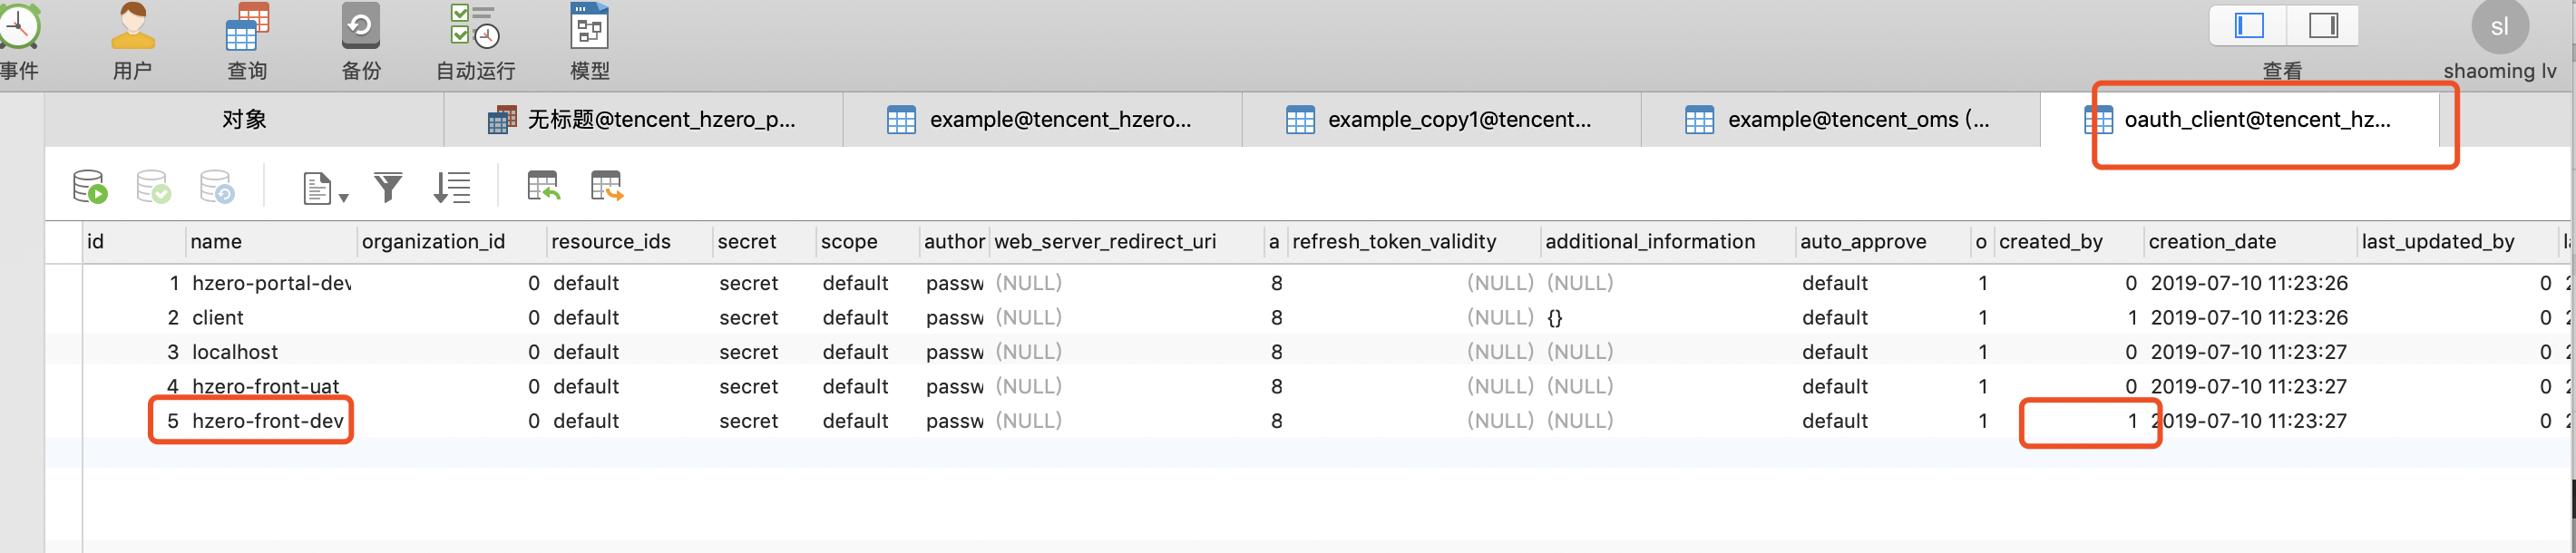 事件 用户 查询 备份 自动运行 模型 查看 sl shaoming lv
对象 无标题@tencent_hzero_p... example@tencent_hzero... example_copy1@tencent... example@tencent_oms (... oauth_client@tencent_hz...
id name organization_id resource_ids secret scope author web_server_redirect_uri a refresh_token_validity additional_information auto_approve o created_by creation_date last_updated_by
1 hzero-portal-dev 0 default secret default passw (NULL) 8 (NULL) (NULL) default 1 0 2019-07-10 11:23:26 0
2 client 0 default secret default passw (NULL) 8 (NULL) {} default 1 1 2019-07-10 11:23:26 0
3 localhost 0 default secret default passw (NULL) 8 (NULL) (NULL) default 1 0 2019-07-10 11:23:27 0
4 hzero-front-uat 0 default secret default passw (NULL) 8 (NULL) (NULL) default 1 0 2019-07-10 11:23:27 0
5 hzero-front-dev 0 default secret default passw (NULL) 8 (NULL) (NULL) default 1 1 2019-07-10 11:23:27 0